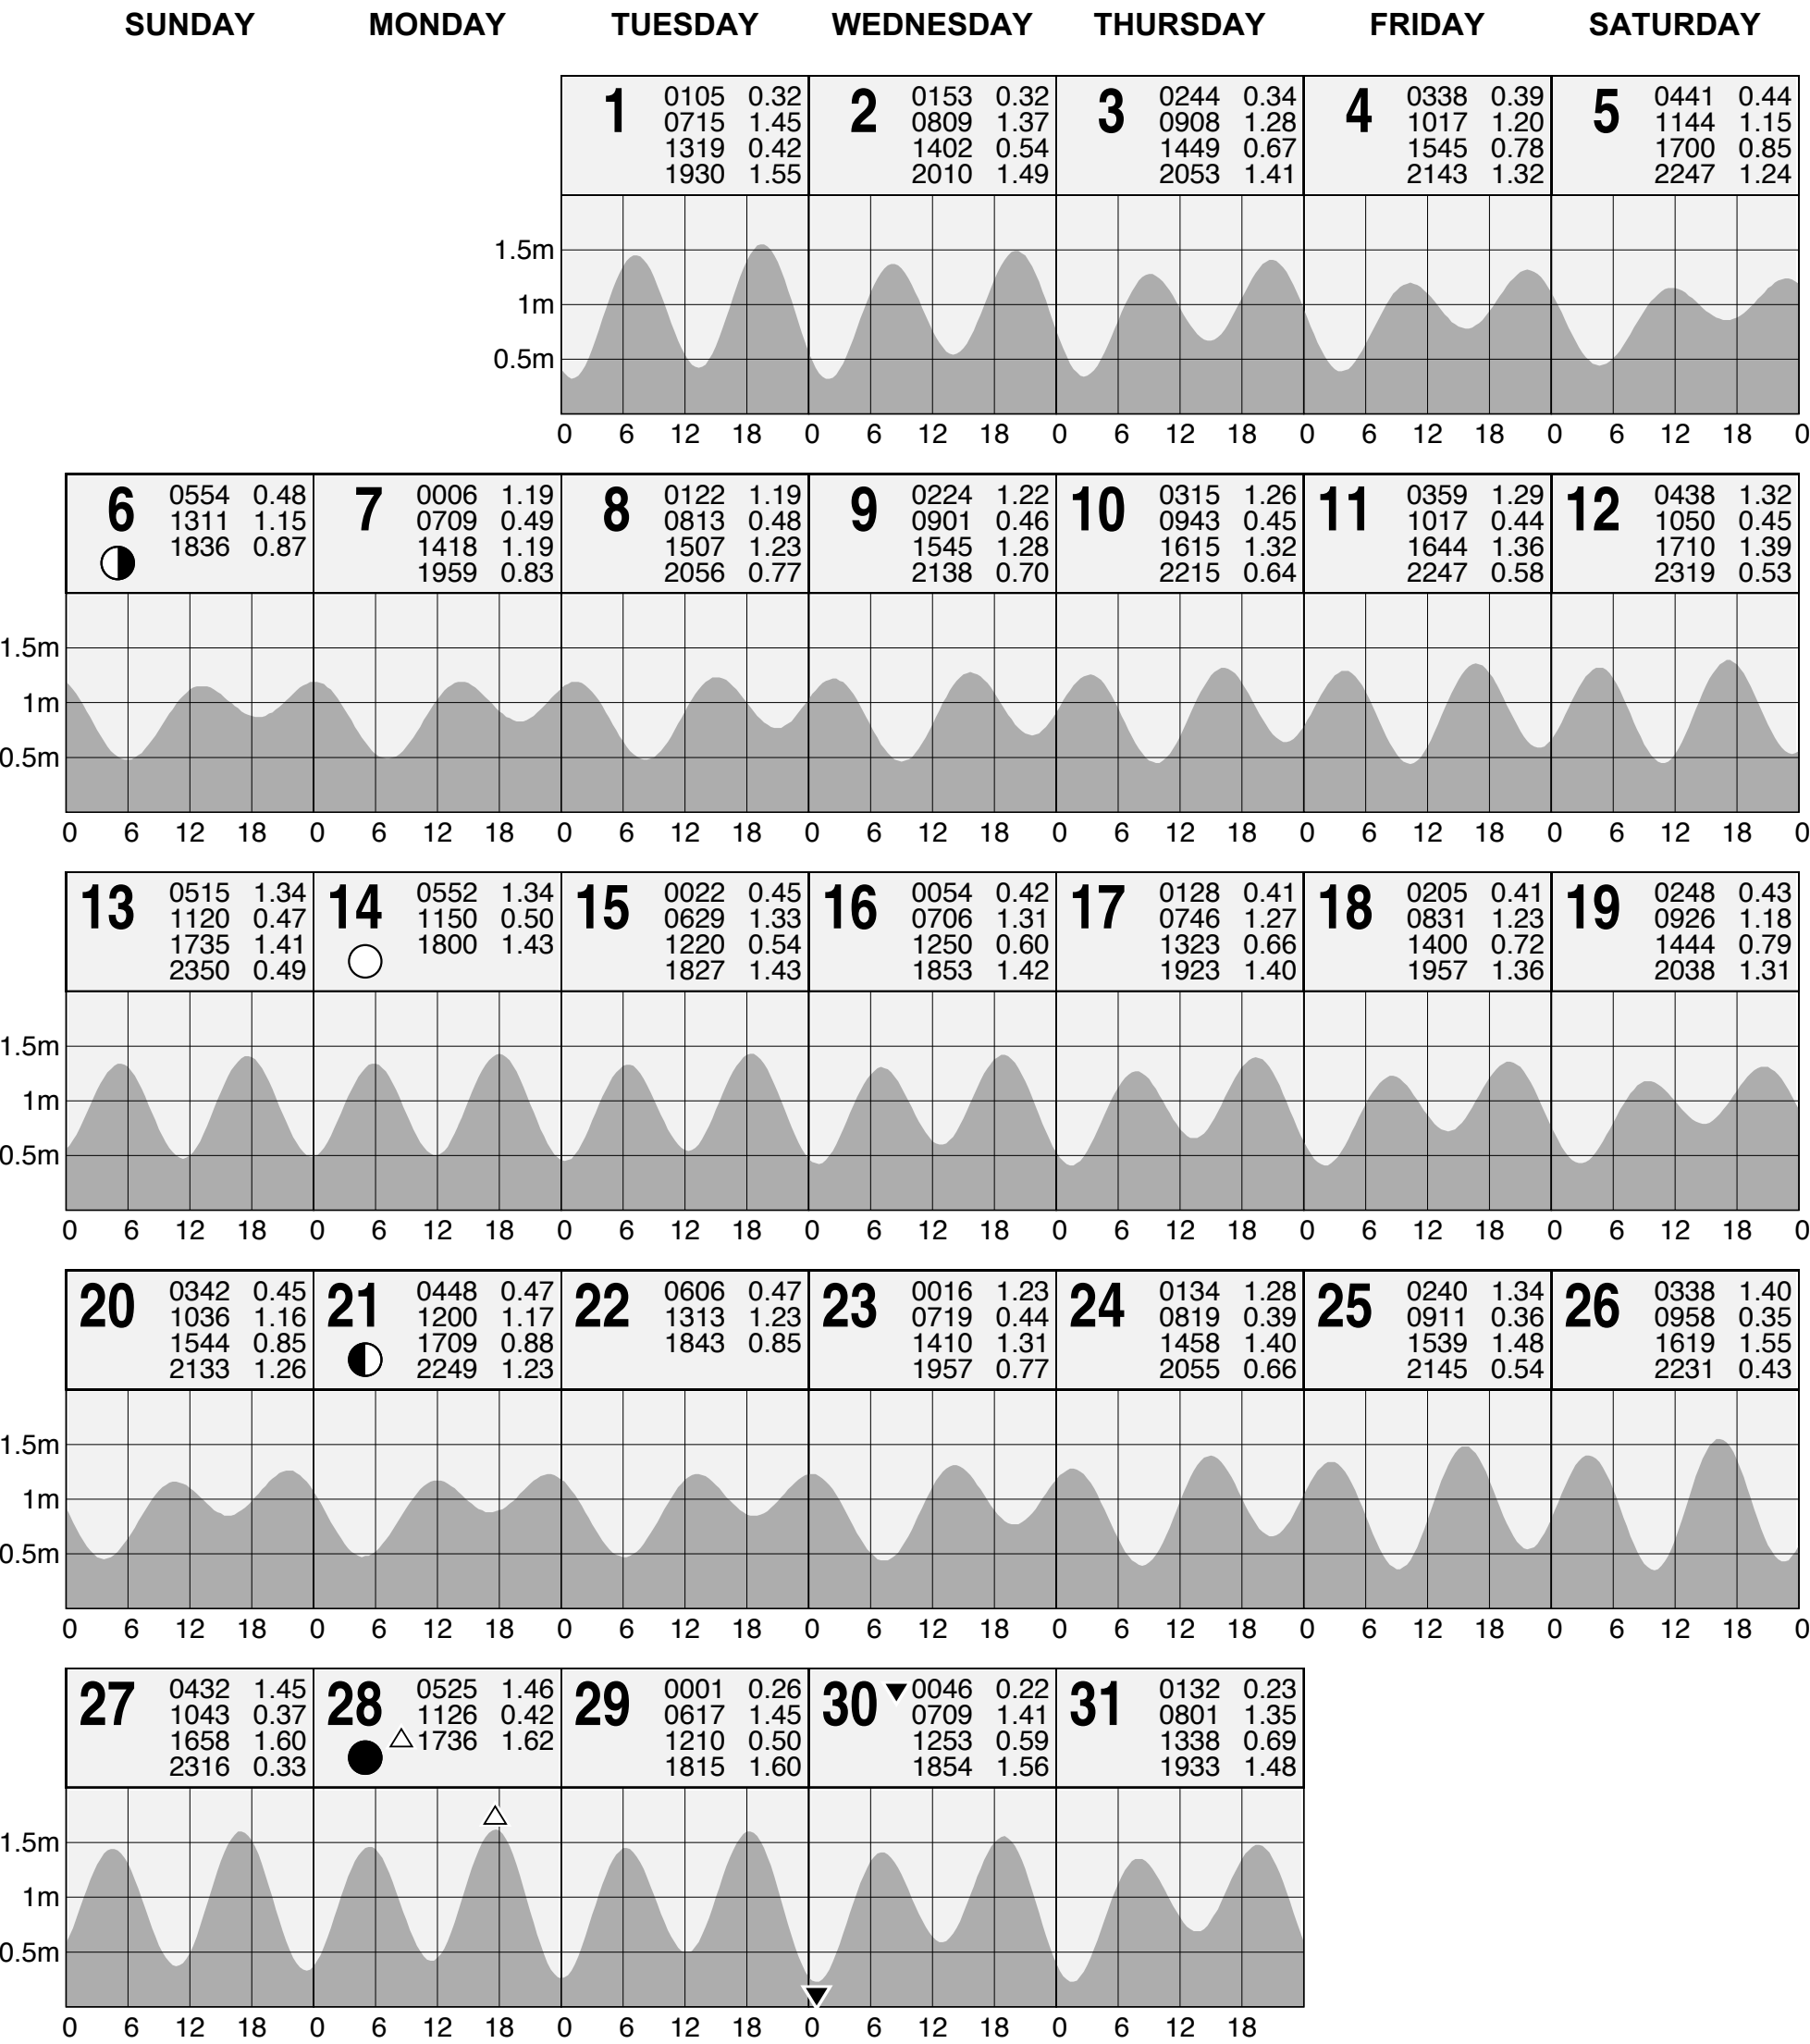 SUNDAY MONDAY TUESDAY WEDNESDAY THURSDAY FRIDAY SATURDAY
1 0105 0.32 2 0153 0.32 3 0244 0.34 4 0338 0.39 5 0441 0.44
0715 1.45 0809 1.37 0908 1.28 1017 1.20 1144 1.15
1319 0.42 1402 0.54 1449 0.67 1545 0.78 1700 0.85
1930 1.55 2010 1.49 2053 1.41 2143 1.32 2247 1.24
1.5m
1m
0.5m
0 6 12 18 0 6 12 18 0 6 12 18 0 6 12 18 0 6 12 18 0
6 0554 0.48 7 0006 1.19 8 0122 1.19 9 0224 1.22 10 0315 1.26 11 0359 1.29 12 0438 1.32
1311 1.15 0709 0.49 0813 0.48 0901 0.46 0943 0.45 1017 0.44 1050 0.45
1836 0.87 1418 1.19 1507 1.23 1545 1.28 1615 1.32 1644 1.36 1710 1.39
1959 0.83 2056 0.77 2138 0.70 2215 0.64 2247 0.58 2319 0.53
1.5m
1m
0.5m
0 6 12 18 0 6 12 18 0 6 12 18 0 6 12 18 0 6 12 18 0 6 12 18 0 6 12 18 0
13 0515 1.34 14 0552 1.34 15 0022 0.45 16 0054 0.42 17 0128 0.41 18 0205 0.41 19 0248 0.43
1120 0.47 1150 0.50 0629 1.33 0706 1.31 0746 1.27 0831 1.23 0926 1.18
1735 1.41 1800 1.43 1220 0.54 1250 0.60 1323 0.66 1400 0.72 1444 0.79
2350 0.49 1827 1.43 1853 1.42 1923 1.40 1957 1.36 2038 1.31
1.5m
1m
0.5m
0 6 12 18 0 6 12 18 0 6 12 18 0 6 12 18 0 6 12 18 0 6 12 18 0 6 12 18 0
20 0342 0.45 21 0448 0.47 22 0606 0.47 23 0016 1.23 24 0134 1.28 25 0240 1.34 26 0338 1.40
1036 1.16 1200 1.17 1313 1.23 0719 0.44 0819 0.39 0911 0.36 0958 0.35
1544 0.85 1709 0.88 1843 0.85 1410 1.31 1458 1.40 1539 1.48 1619 1.55
2133 1.26 2249 1.23 1957 0.77 2055 0.66 2145 0.54 2231 0.43
1.5m
1m
0.5m
0 6 12 18 0 6 12 18 0 6 12 18 0 6 12 18 0 6 12 18 0 6 12 18 0 6 12 18 0
27 0432 1.45 28 0525 1.46 29 0001 0.26 30 0046 0.22 31 0132 0.23
1043 0.37 1126 0.42 0617 1.45 0709 1.41 0801 1.35
1658 1.60 1736 1.62 1210 0.50 1253 0.59 1338 0.69
2316 0.33 1815 1.60 1854 1.56 1933 1.48
1.5m
1m
0.5m
0 6 12 18 0 6 12 18 0 6 12 18 0 6 12 18 0 6 12 18